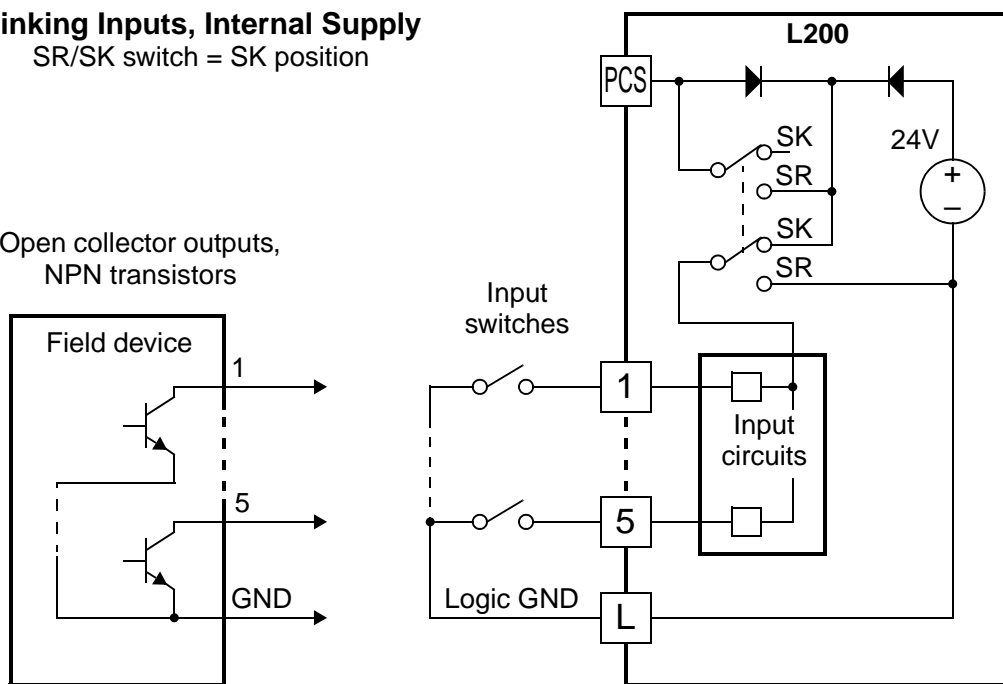 inking Inputs, Internal Supply
SR/SK switch = SK position
L200
PCS
SK
24V
SR
+
–
SK
SR
Open collector outputs,
NPN transistors
Input
switches
Field device
1
1
Input
circuits
5
5
GND
Logic GND
L